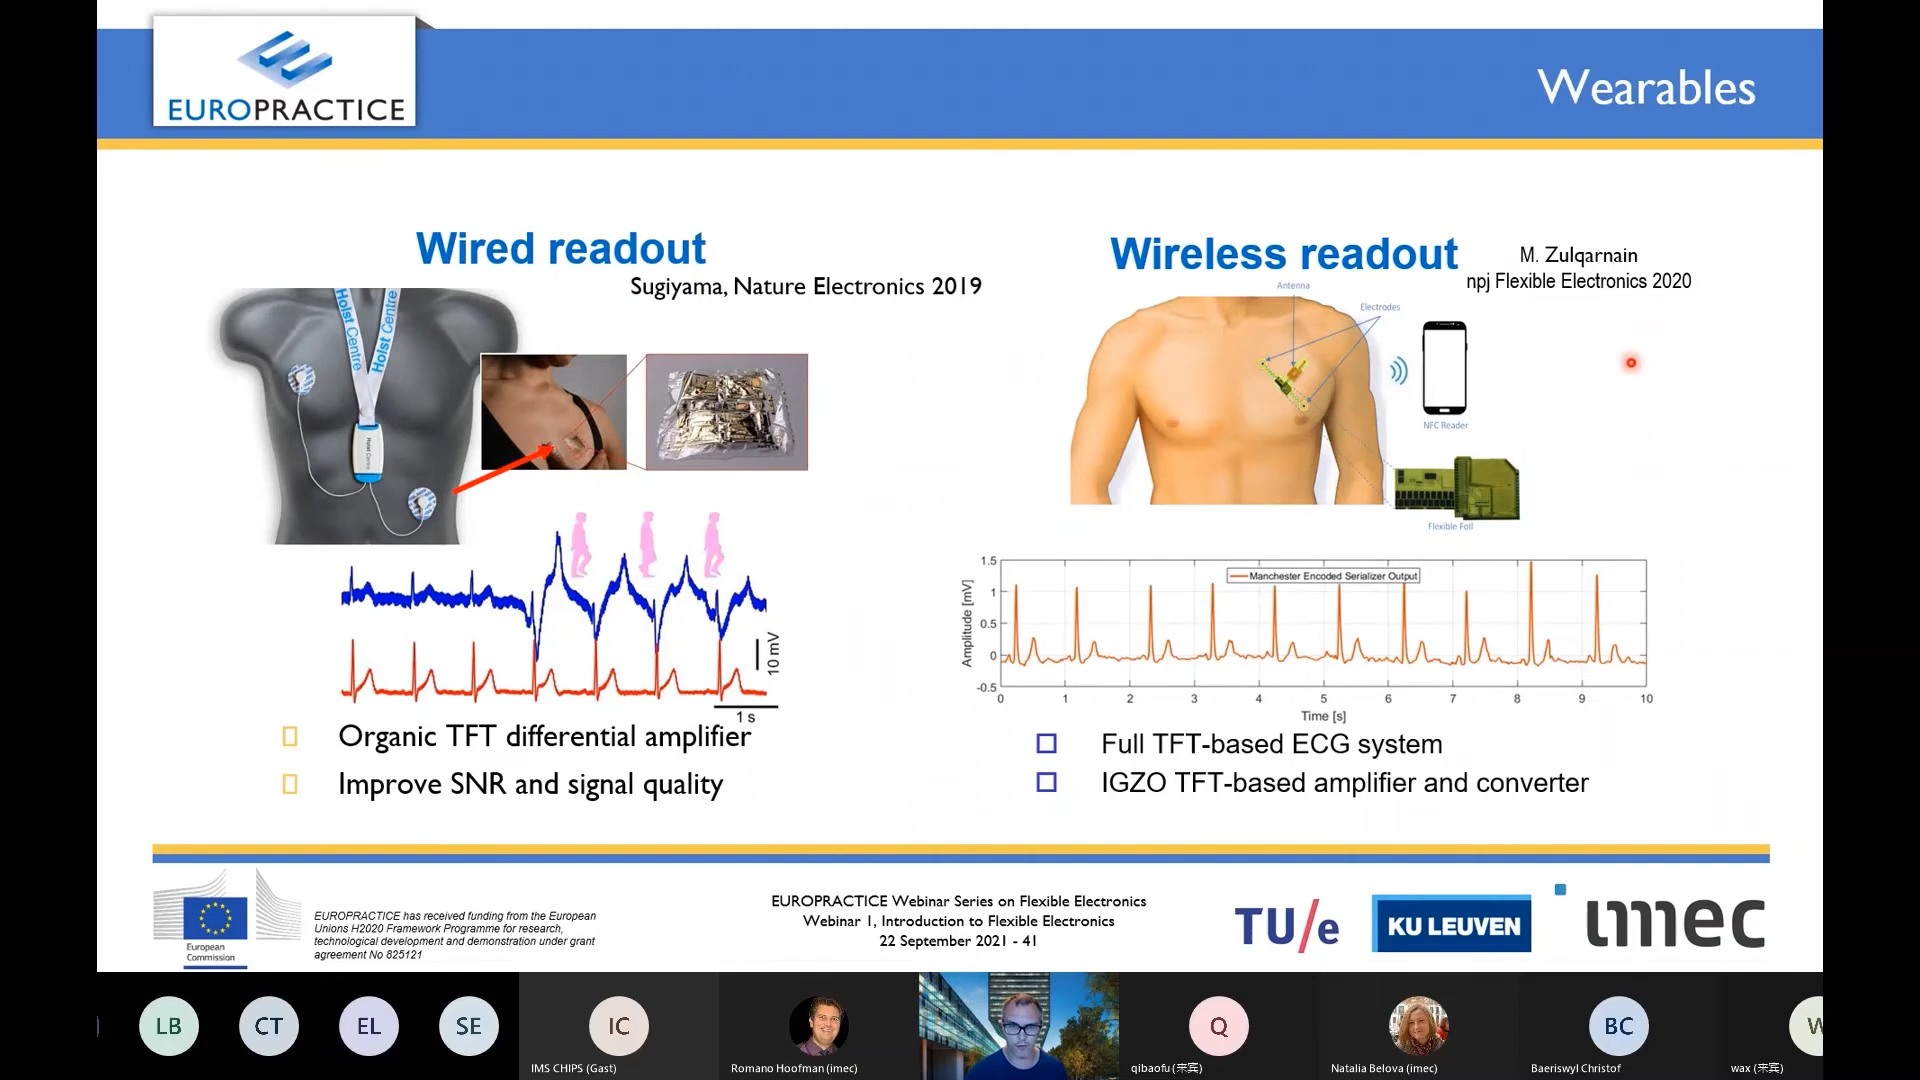 EUROPRACTICE
Wearables
Wired readout
Sugiyama, Nature Electronics 2019
Holst Centre
Holst Centre
Holst Centre
10 mV
1 s
Organic TFT differential amplifier
Improve SNR and signal quality
Wireless readout
M. Zulqarnain
npj Flexible Electronics 2020
Antenna
Electrodes
NFC Reader
Flexible Foil
Manchester Encoded Serializer Output
Amplitude [mV]
1.5
1
0.5
0
-0.5
0 1 2 3 4 5 6 7 8 9 10
Time [s]
Full TFT-based ECG system
IGZO TFT-based amplifier and converter
European
Commission
EUROPRACTICE has received funding from the European
Unions H2020 Framework Programme for research,
technological development and demonstration under grant
agreement No 825121
EUROPRACTICE Webinar Series on Flexible Electronics
Webinar 1, Introduction to Flexible Electronics
22 September 2021 - 41
TU/e
KU LEUVEN
imec
LB
CT
EL
SE
IC
IMS CHIPS (Gast)
Romano Hoofman (imec)
Q
qibaofu (来宾)
Natalia Belova (imec)
BC
Baeriswyl Christof
W
wax (来宾)